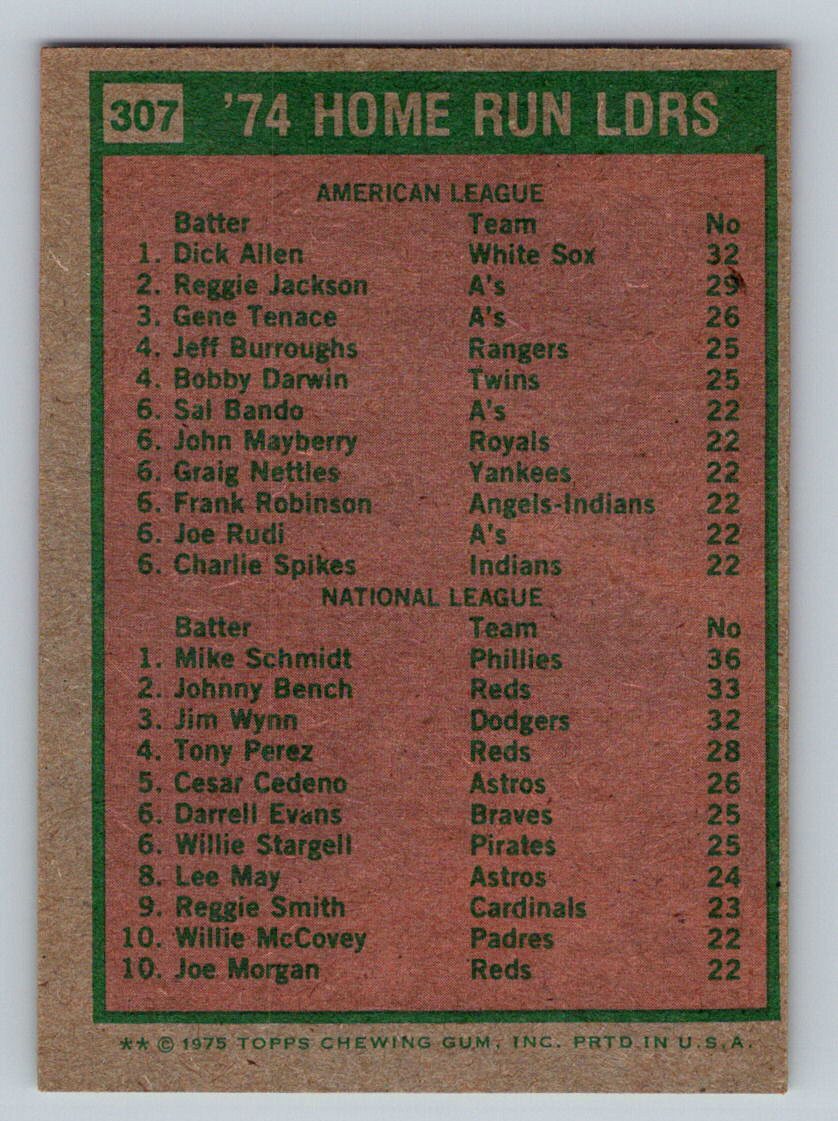 307 '74 HOME RUN LDRS
AMERICAN LEAGUE
Batter Team No
1. Dick Allen White Sox 32
2. Reggie Jackson A's 29
3. Gene Tenace A's 26
4. Jeff Burroughs Rangers 25
4. Bobby Darwin Twins 25
6. Sal Bando A's 22
6. John Mayberry Royals 22
6. Graig Nettles Yankees 22
6. Frank Robinson Angels-Indians 22
6. Joe Rudi A's 22
6. Charlie Spikes Indians 22
NATIONAL LEAGUE
Batter Team No
1. Mike Schmidt Phillies 36
2. Johnny Bench Reds 33
3. Jim Wynn Dodgers 32
4. Tony Perez Reds 28
5. Cesar Cedeno Astros 26
6. Darrell Evans Braves 25
6. Willie Stargell Pirates 25
8. Lee May Astros 24
9. Reggie Smith Cardinals 23
10. Willie McCovey Padres 22
10. Joe Morgan Reds 22
** © 1975 TOPPS CHEWING GUM, INC. PRTD IN U.S.A.